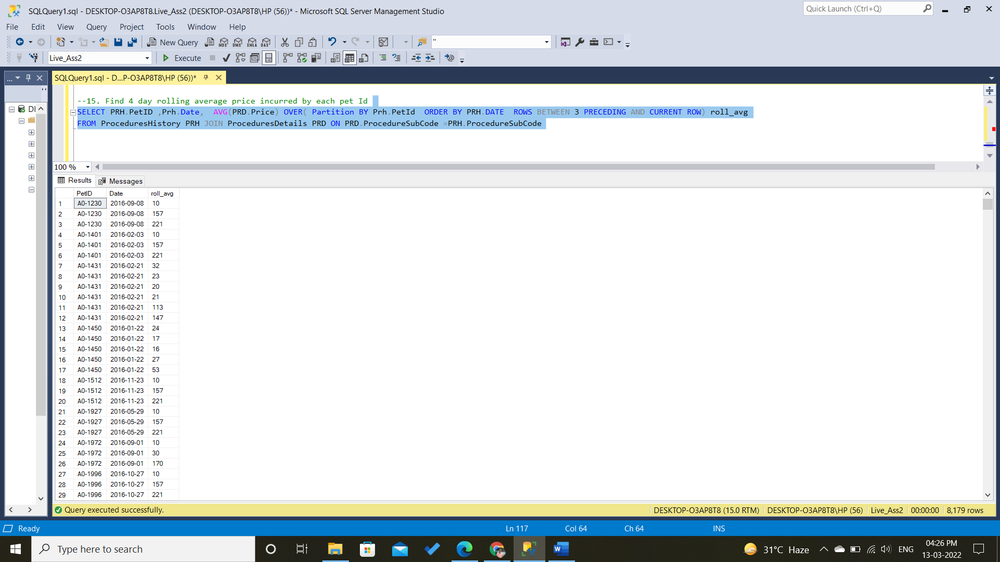 SQLQuery1.sql - DESKTOP-O3AP8T8.Live_Ass2 (DESKTOP-O3AP8T8\HP (56))* - Microsoft SQL Server Management Studio
Quick Launch (Ctrl+Q)
File Edit View Query Project Tools Window Help
New Query MDX DMX XMLA DAX "
Live_Ass2 Execute
... SQLQuery1.sql - D...P-O3AP8T8\HP (56))*
DI
--15. Find 4 day rolling average price incurred by each pet Id
SELECT PRH.PetID ,Prh.Date, AVG(PRD.Price) OVER( Partition BY Prh.PetId ORDER BY PRH.DATE ROWS BETWEEN 3 PRECEDING AND CURRENT ROW) roll_avg
FROM ProceduresHistory PRH JOIN ProceduresDetails PRD ON PRD.ProcedureSubCode =PRH.ProcedureSubCode
100 %
Results Messages
PetID Date roll_avg
1 A0-1230 2016-09-08 10
2 A0-1230 2016-09-08 157
3 A0-1230 2016-09-08 221
4 A0-1401 2016-02-03 10
5 A0-1401 2016-02-03 157
6 A0-1401 2016-02-03 221
7 A0-1431 2016-02-21 32
8 A0-1431 2016-02-21 23
9 A0-1431 2016-02-21 20
10 A0-1431 2016-02-21 21
11 A0-1431 2016-02-21 113
12 A0-1431 2016-02-21 147
13 A0-1450 2016-01-22 24
14 A0-1450 2016-01-22 17
15 A0-1450 2016-01-22 16
16 A0-1450 2016-01-22 27
17 A0-1450 2016-01-22 53
18 A0-1512 2016-11-23 10
19 A0-1512 2016-11-23 157
20 A0-1512 2016-11-23 221
21 A0-1927 2016-05-29 10
22 A0-1927 2016-05-29 157
23 A0-1927 2016-05-29 221
24 A0-1972 2016-09-01 10
25 A0-1972 2016-09-01 30
26 A0-1972 2016-09-01 170
27 A0-1996 2016-10-27 10
28 A0-1996 2016-10-27 157
29 A0-1996 2016-10-27 221
Query executed successfully. DESKTOP-O3AP8T8 (15.0 RTM) DESKTOP-O3AP8T8\HP (56) Live_Ass2 00:00:00 8,179 rows
Ready Ln 117 Col 64 Ch 64 INS
Type here to search 31°C Haze ENG 04:26 PM
13-03-2022